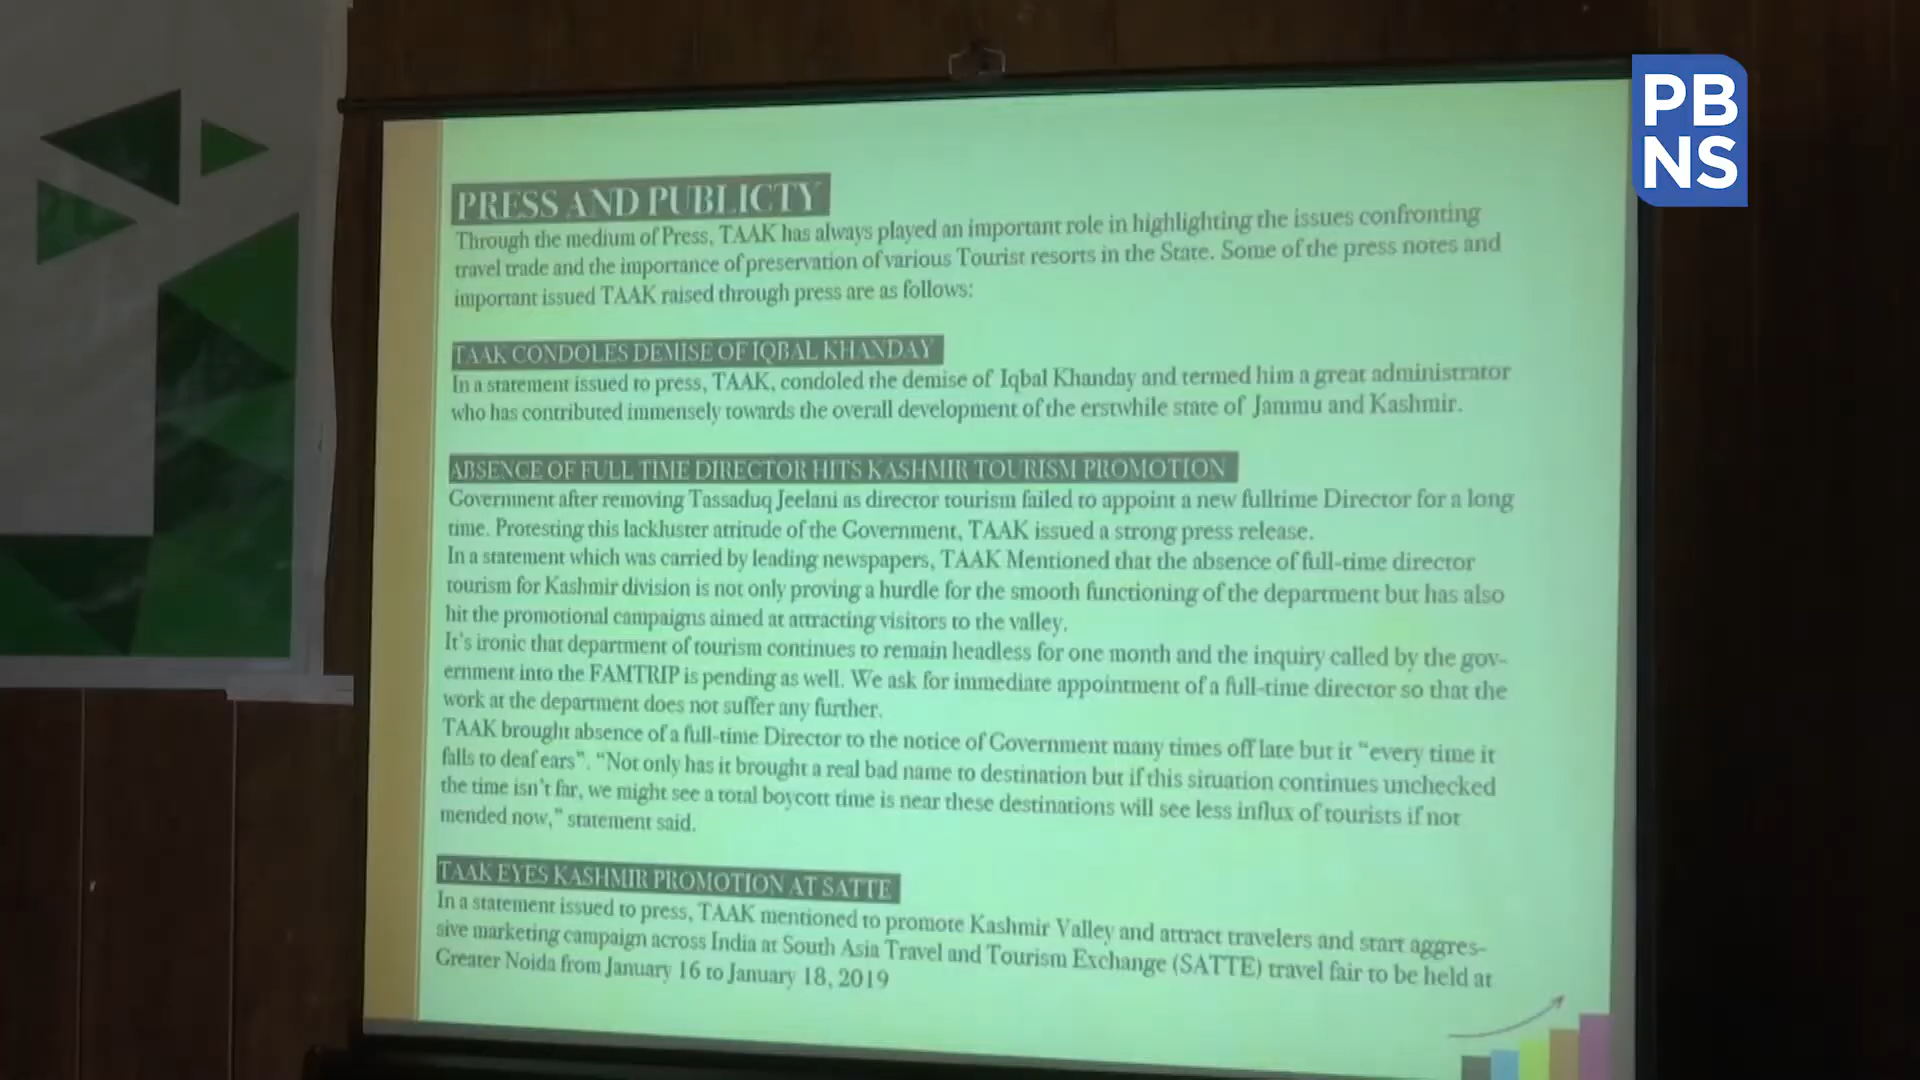 PB
NS
PRESS AND PUBLICTY
Through the medium of Press, TAAK has always played an important role in highlighting the issues confronting
travel trade and the importance of preservation of various Tourist resorts in the State. Some of the press notes and
important issued TAAK raised through press are as follows:
TAAK CONDOLES DEMISE OF IQBAL KHANDAY
In a statement issued to press, TAAK, condoled the demise of Iqbal Khanday and termed him a great administrator
who has contributed immensely towards the overall development of the erstwhile state of Jammu and Kashmir.
ABSENCE OF FULL TIME DIRECTOR HITS KASHMIR TOURISM PROMOTION
Government after removing Tassaduq Jeelani as director tourism failed to appoint a new fulltime Director for a long
time. Protesting this lackluster attitude of the Government, TAAK issued a strong press release.
In a statement which was carried by leading newspapers, TAAK Mentioned that the absence of full-time director
tourism for Kashmir division is not only proving a hurdle for the smooth functioning of the department but has also
hit the promotional campaigns aimed at attracting visitors to the valley.
It's ironic that department of tourism continues to remain headless for one month and the inquiry called by the gov-
ernment into the FAMTRIP is pending as well. We ask for immediate appointment of a full-time director so that the
work at the department does not suffer any further.
TAAK brought absence of a full-time Director to the notice of Government many times off late but it "every time it
falls to deaf ears". "Not only has it brought a real bad name to destination but if this situation continues unchecked
the time isn't far, we might see a total boycott time is near these destinations will see less influx of tourists if not
mended now," statement said.
TAAK EYES KASHMIR PROMOTION AT SATTE
In a statement issued to press, TAAK mentioned to promote Kashmir Valley and attract travelers and start aggres-
sive marketing campaign across India at South Asia Travel and Tourism Exchange (SATTE) travel fair to be held at
Greater Noida from January 16 to January 18, 2019